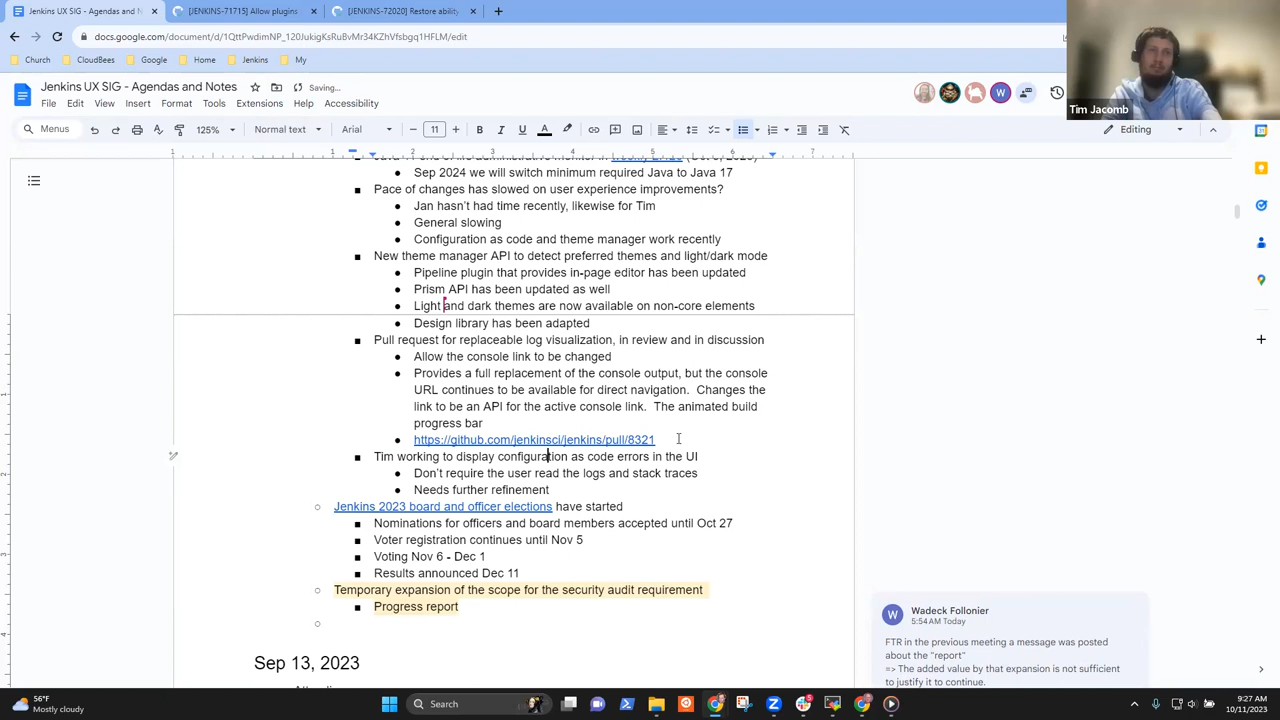 Jenkins UX SIG - Agendas and N
[JENKINS-71715] Allow plugins
[JENKINS-72020] Restore ability
docs.google.com/document/d/1QttPwdimNP_120JukigKsRuBvMr34KZhVfsbgq1HFLM/edit
Church
CloudBees
Google
Home
Jenkins
My
Jenkins UX SIG - Agendas and Notes
Saving...
File Edit View Insert Format Tools Extensions Help Accessibility
Menus
125%
Normal text
Arial
11
Editing
Tim Jacomb
Sep 2024 we will switch minimum required Java to Java 17
Pace of changes has slowed on user experience improvements?
Jan hasn't had time recently, likewise for Tim
General slowing
Configuration as code and theme manager work recently
New theme manager API to detect preferred themes and light/dark mode
Pipeline plugin that provides in-page editor has been updated
Prism API has been updated as well
Light and dark themes are now available on non-core elements
Design library has been adapted
Pull request for replaceable log visualization, in review and in discussion
Allow the console link to be changed
Provides a full replacement of the console output, but the console
URL continues to be available for direct navigation. Changes the
link to be an API for the active console link. The animated build
progress bar
https://github.com/jenkinsci/jenkins/pull/8321
Tim working to display configuration as code errors in the UI
Don't require the user read the logs and stack traces
Needs further refinement
Jenkins 2023 board and officer elections have started
Nominations for officers and board members accepted until Oct 27
Voter registration continues until Nov 5
Voting Nov 6 - Dec 1
Results announced Dec 11
Temporary expansion of the scope for the security audit requirement
Progress report
Sep 13, 2023
W
Wadeck Follonier
5:54 AM Today
FTR in the previous meeting a message was posted
about the "report"
=> The added value by that expansion is not sufficient
to justify it to continue.
56°F
Mostly cloudy
Search
9:27 AM
10/11/2023